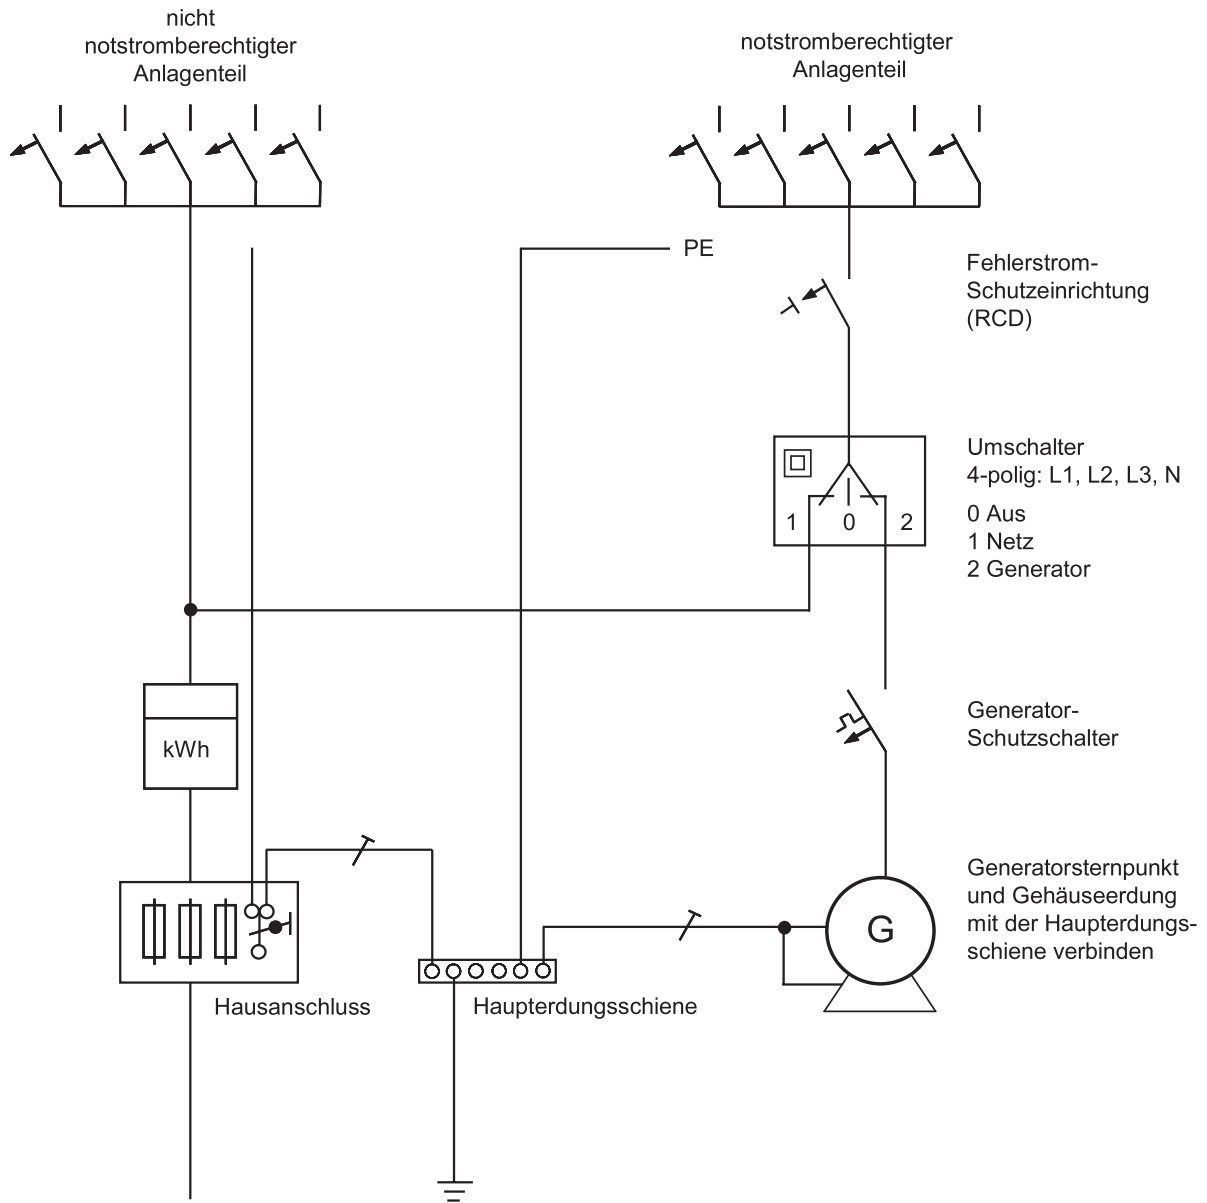 nicht
notstromberechtigter
Anlagenteil
notstromberechtigter
Anlagenteil
PE
Fehlerstrom-
Schutzeinrichtung
(RCD)
Umschalter
4-polig: L1, L2, L3, N
0 Aus
1 Netz
2 Generator
1 0 2
kWh
Generator-
Schutzschalter
Generatorsternpunkt
und Gehäuseerdung
mit der Haupterdungs-
schiene verbinden
G
Hausanschluss
Haupterdungsschiene